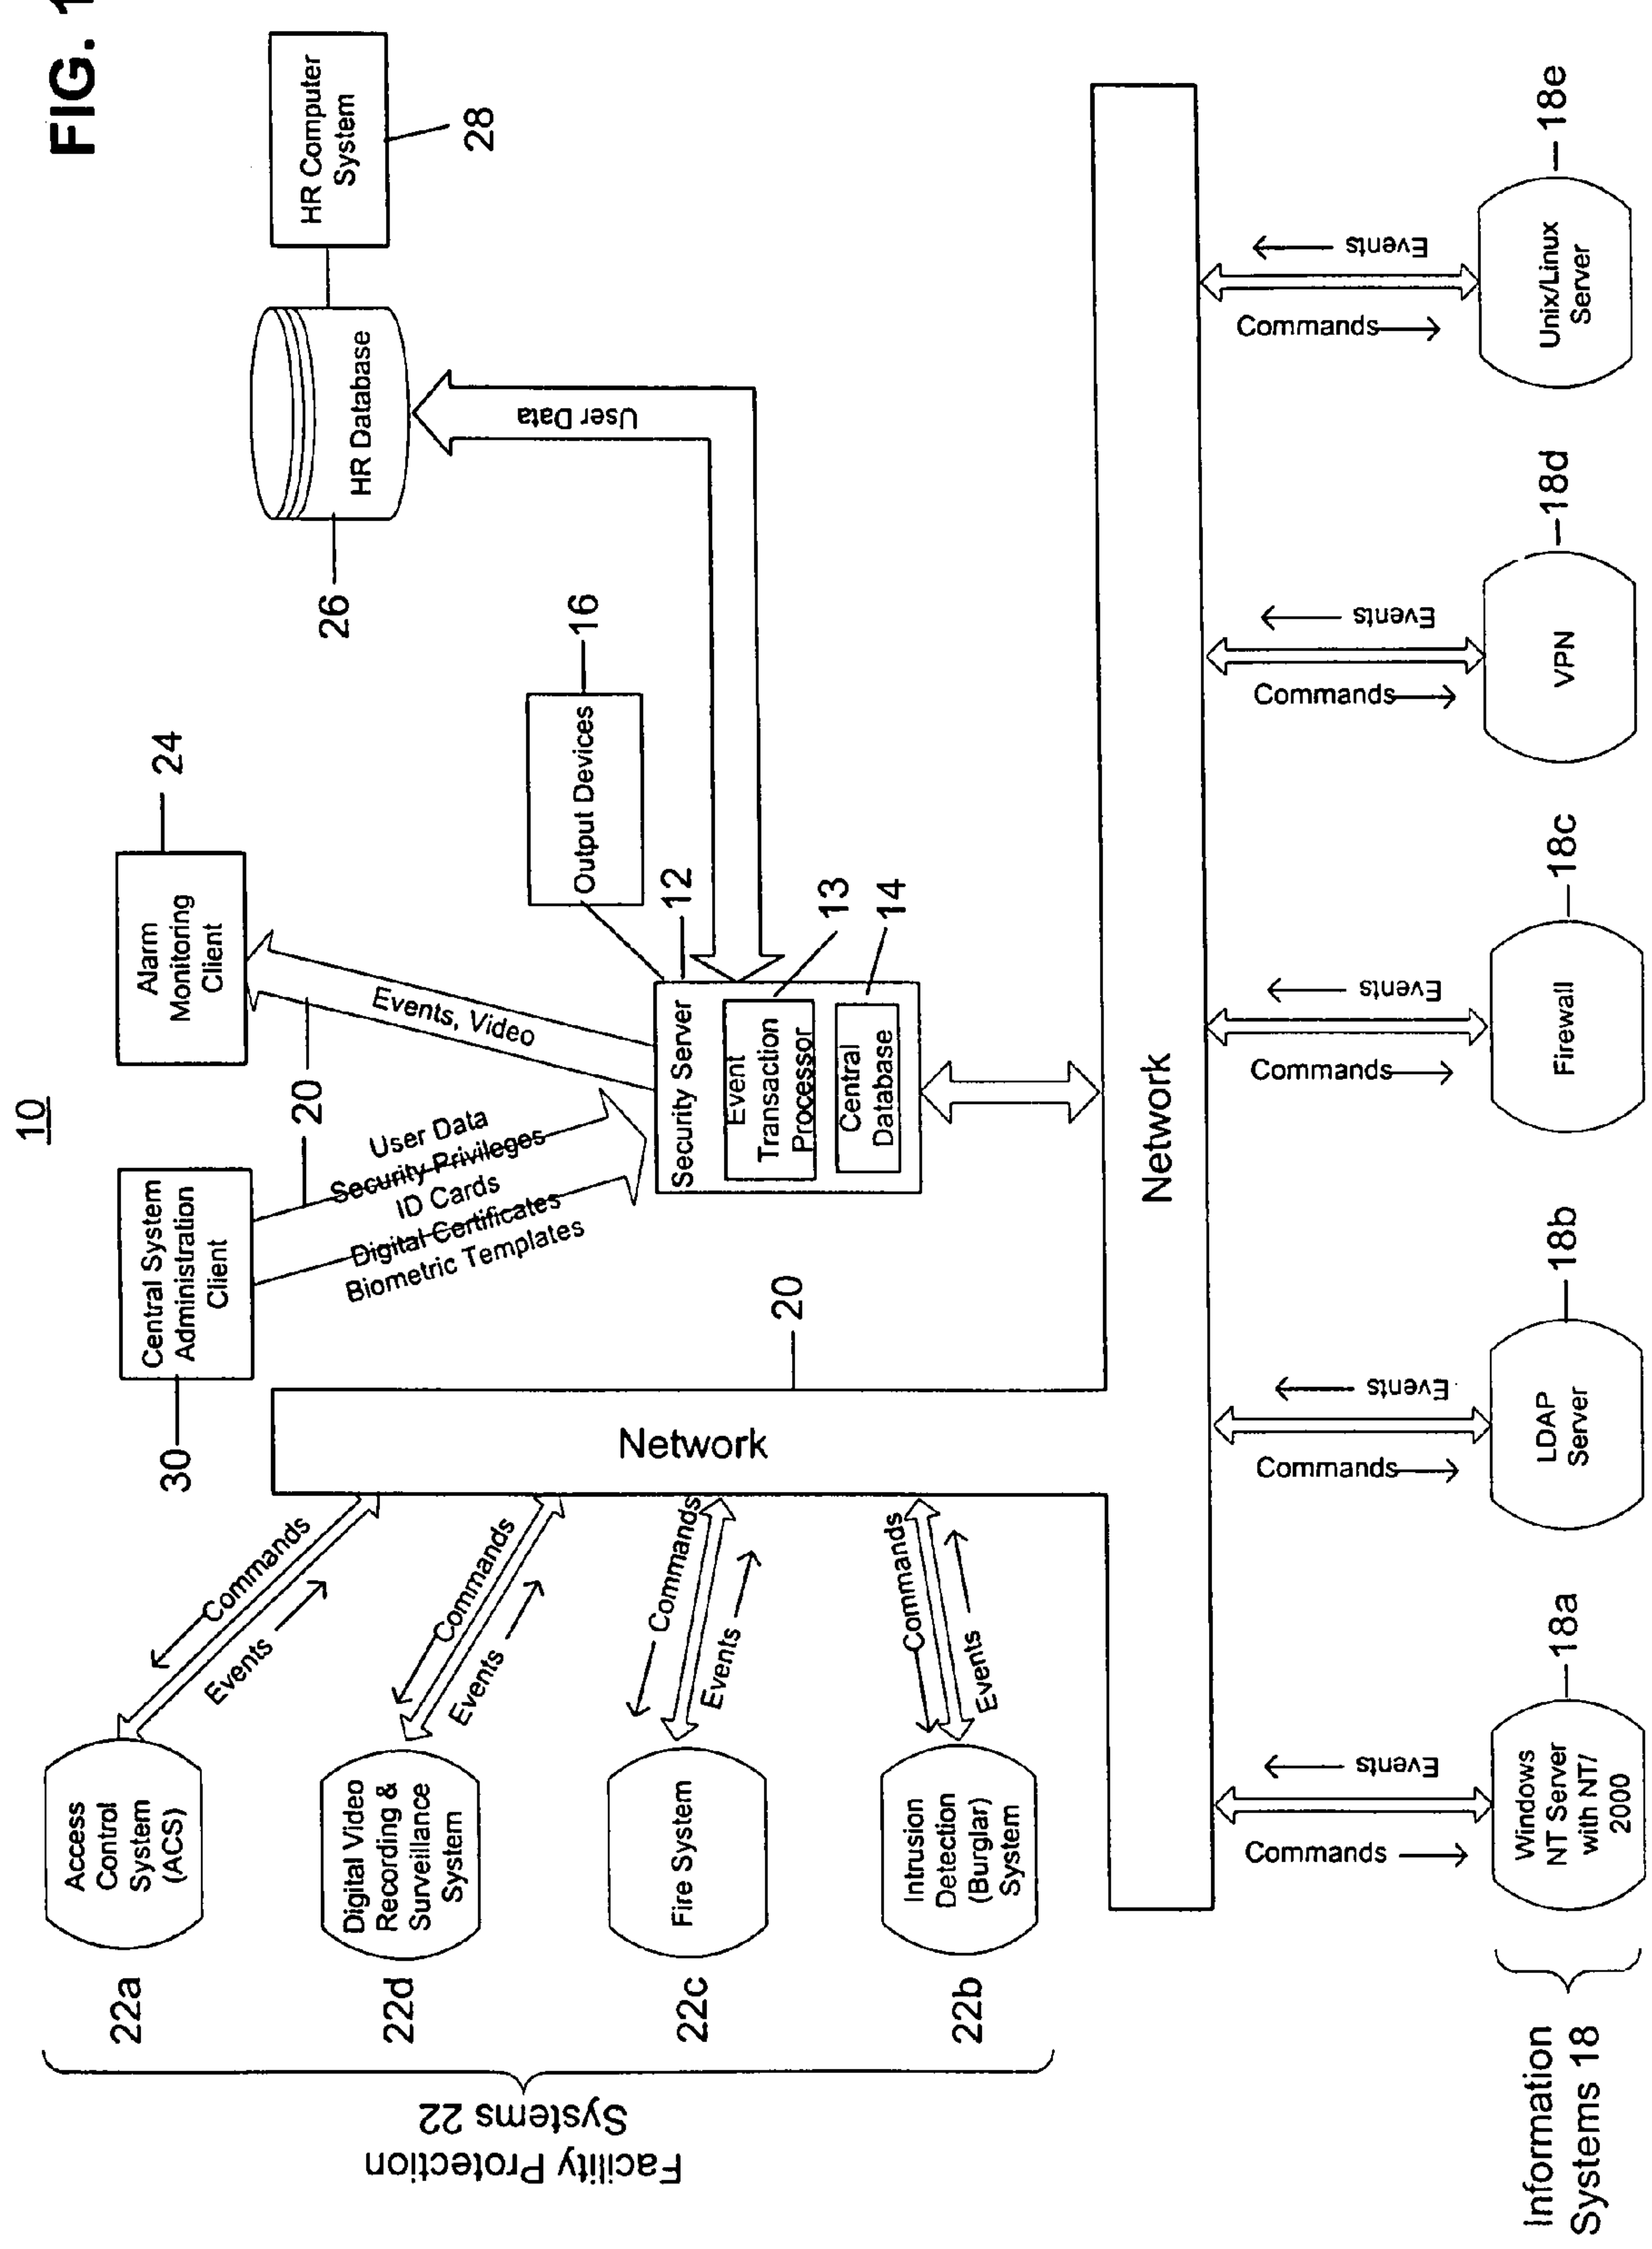 FIG. 1
10
Central System
Administration
Client
30
Alarm
Monitoring
Client
24
20
Events, Video
User Data
Security Privileges
ID Cards
Digital Certificates
Biometric Templates
HR Computer
System
28
HR Database
26
User Data
Output Devices
16
12
Security Server
Event
Transaction
Processor
13
Central
Database
14
20
Network
Network
Access
Control
System
(ACS)
22a
Commands
Events
Digital Video
Recording &
Surveillance
System
22d
Commands
Events
Fire System
22c
Commands
Events
Intrusion
Detection
(Burglar)
System
22b
Commands
Events
Facility Protection
Systems 22
Commands
Events
Windows
NT Server
with NT/
2000
18a
Commands
Events
LDAP
Server
18b
Commands
Events
Firewall
18c
Commands
Events
VPN
18d
Commands
Events
Unix/Linux
Server
18e
Information
Systems 18